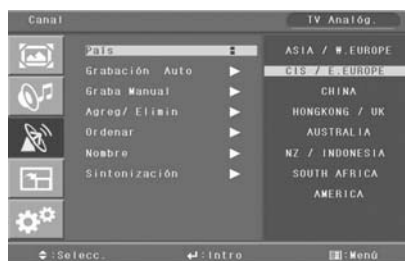 Canal
TV Analóg.
País
Grabación Auto
Graba Manual
Agreg/ Elimin
Ordenar
Nombre
Sintonización
ASIA / W.EUROPE
CIS / E.EUROPE
CHINA
HONGKONG / UK
AUSTRALIA
NZ / INDONESIA
SOUTH AFRICA
AMERICA
:Selecc.
:Intro
:Menú